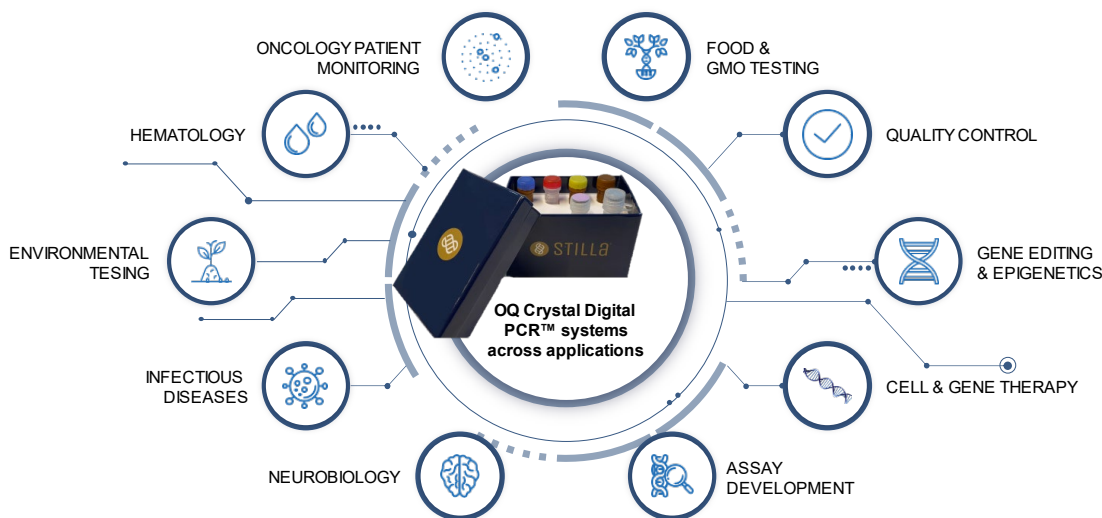 ONCOLOGY PATIENT
MONITORING
FOOD &
GMO TESTING
HEMATOLOGY
QUALITY CONTROL
ENVIRONMENTAL
TESING
GENE EDITING
& EPIGENETICS
STILLA
OQ Crystal Digital
PCR™ systems
across applications
INFECTIOUS
DISEASES
CELL & GENE THERAPY
NEUROBIOLOGY
ASSAY
DEVELOPMENT